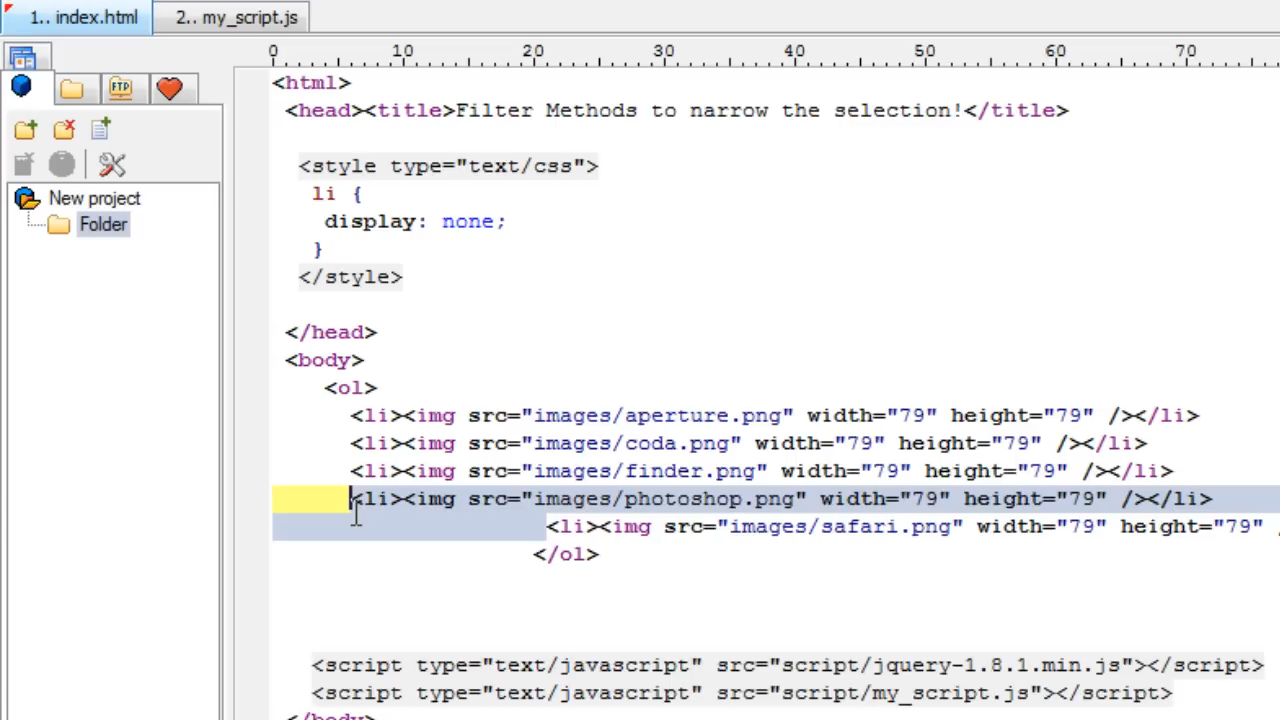 1.. index.html
2.. my_script.js
0 10 20 30 40 50 60 70
FTP
New project
Folder
<html>
<head><title>Filter Methods to narrow the selection!</title>
<style type="text/css">
li {
display: none;
}
</style>
</head>
<body>
<ol>
<li><img src="images/aperture.png" width="79" height="79" /></li>
<li><img src="images/coda.png" width="79" height="79" /></li>
<li><img src="images/finder.png" width="79" height="79" /></li>
<li><img src="images/photoshop.png" width="79" height="79" /></li>
<li><img src="images/safari.png" width="79" height="79" /
</ol>
<script type="text/javascript" src="script/jquery-1.8.1.min.js"></script>
<script type="text/javascript" src="script/my_script.js"></script>
</body>